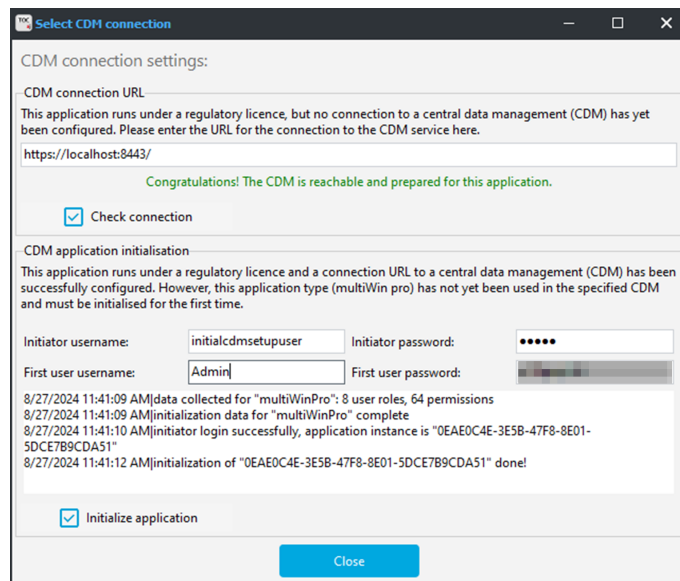 TOC
Select CDM connection
CDM connection settings:
CDM connection URL
This application runs under a regulatory licence, but no connection to a central data management (CDM) has yet
been configured. Please enter the URL for the connection to the CDM service here.
https://localhost:8443/
Congratulations! The CDM is reachable and prepared for this application.
Check connection
CDM application initialisation
This application runs under a regulatory licence and a connection URL to a central data management (CDM) has been
successfully configured. However, this application type (multiWin pro) has not yet been used in the specified CDM
and must be initialised for the first time.
Initiator username: initialcdmsetupuser Initiator password: •••••
First user username: Admin First user password:
8/27/2024 11:41:09 AM|data collected for "multiWinPro": 8 user roles, 64 permissions
8/27/2024 11:41:09 AM|initialization data for "multiWinPro" complete
8/27/2024 11:41:10 AM|initiator login successfully, application instance is "0EAE0C4E-3E5B-47F8-8E01-
5DCE7B9CDA51"
8/27/2024 11:41:12 AM|initialization of "0EAE0C4E-3E5B-47F8-8E01-5DCE7B9CDA51" done!
Initialize application
Close